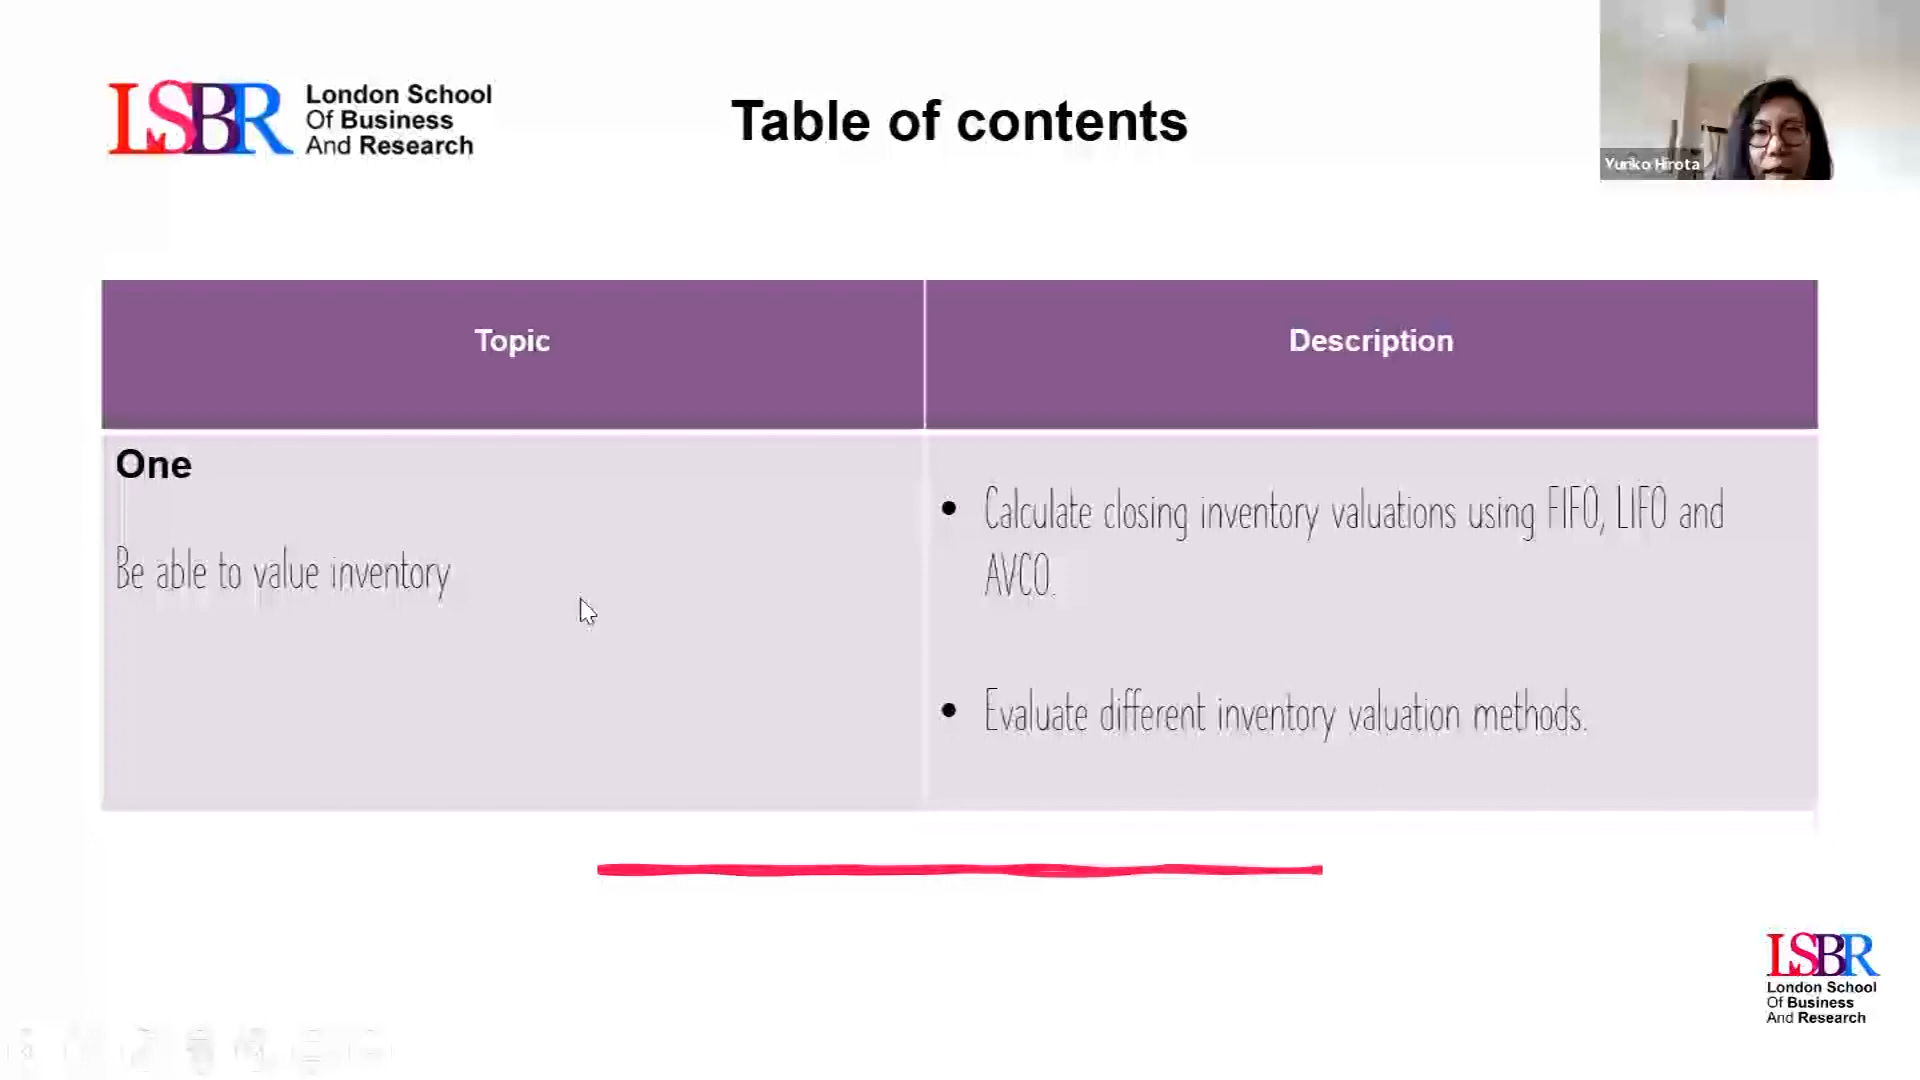 London School
Of Business
And Research
LSBR
Table of contents
Yuriko Hirota
Topic
Description
One
Be able to value inventory
• Calculate closing inventory valuations using FIFO, LIFO and
AVCO.
• Evaluate different inventory valuation methods.
LSBR
London School
Of Business
And Research